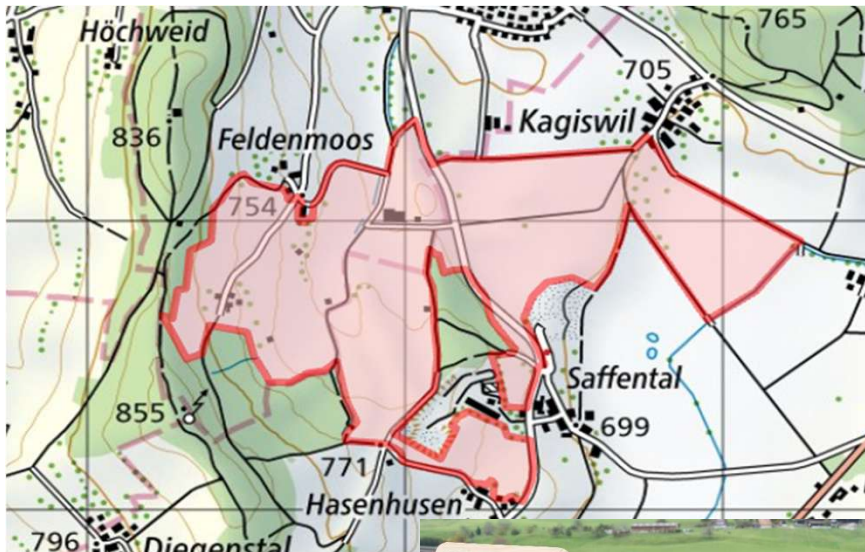 Höchweid
765
705
836
Feldenmoos
Kagiswil
754
Saffental
855
699
771
Hasenhusen
796
Diegenstal